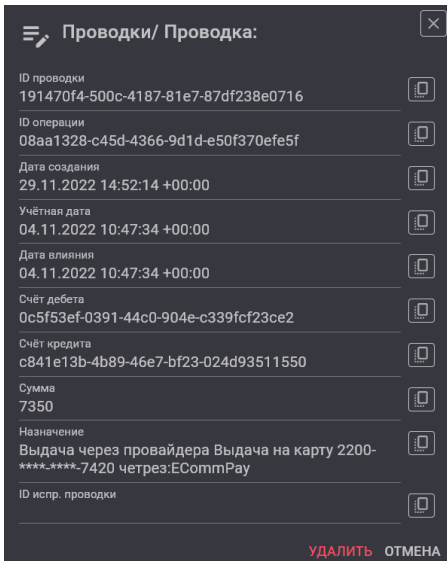 Проводки/ Проводка:
ID проводки
191470f4-500c-4187-81e7-87df238e0716
ID операции
08aa1328-c45d-4366-9d1d-e50f370efe5f
Дата создания
29.11.2022 14:52:14 +00:00
Учётная дата
04.11.2022 10:47:34 +00:00
Дата влияния
04.11.2022 10:47:34 +00:00
Счёт дебета
0c5f53ef-0391-44c0-904e-c339fcf23ce2
Счёт кредита
c841e13b-4b89-46e7-bf23-024d93511550
Сумма
7350
Назначение
Выдача через провайдера Выдача на карту 2200-
****-****-7420 четрез:ECommPay
ID испр. проводки
УДАЛИТЬ ОТМЕНА